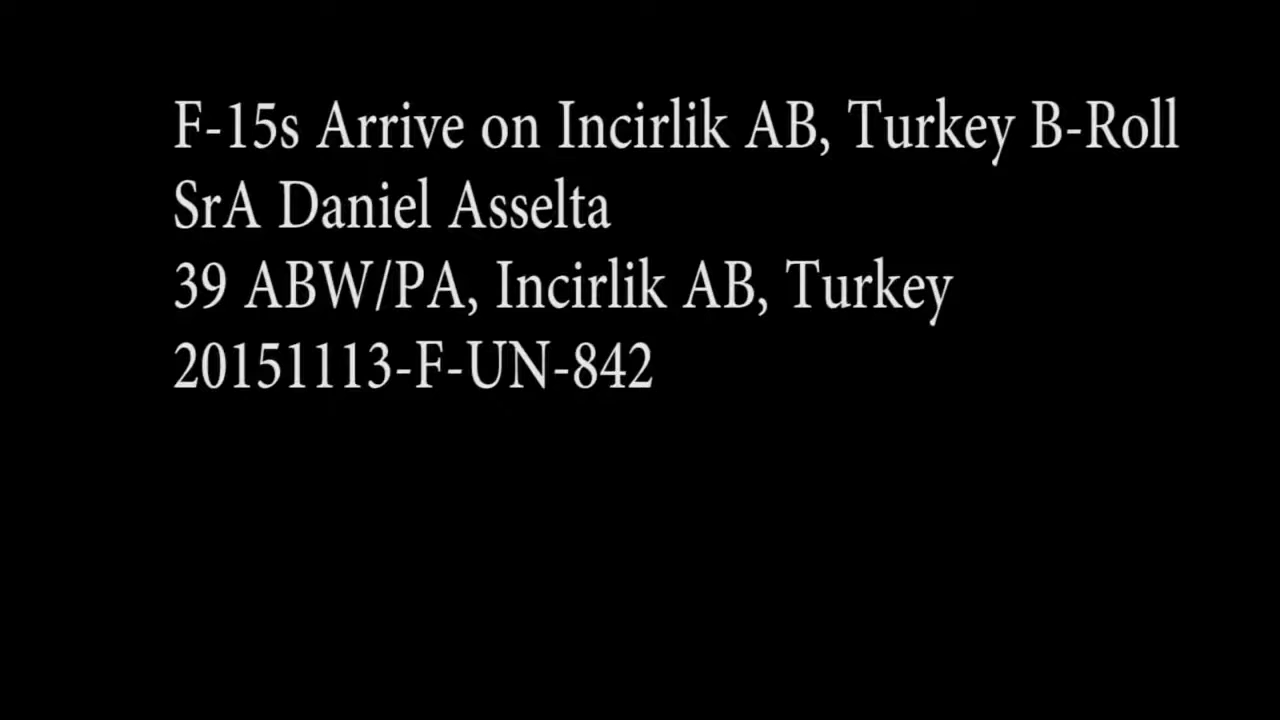 F-15s Arrive on Incirlik AB, Turkey B-Roll
SrA Daniel Asselta
39 ABW/PA, Incirlik AB, Turkey
20151113-F-UN-842